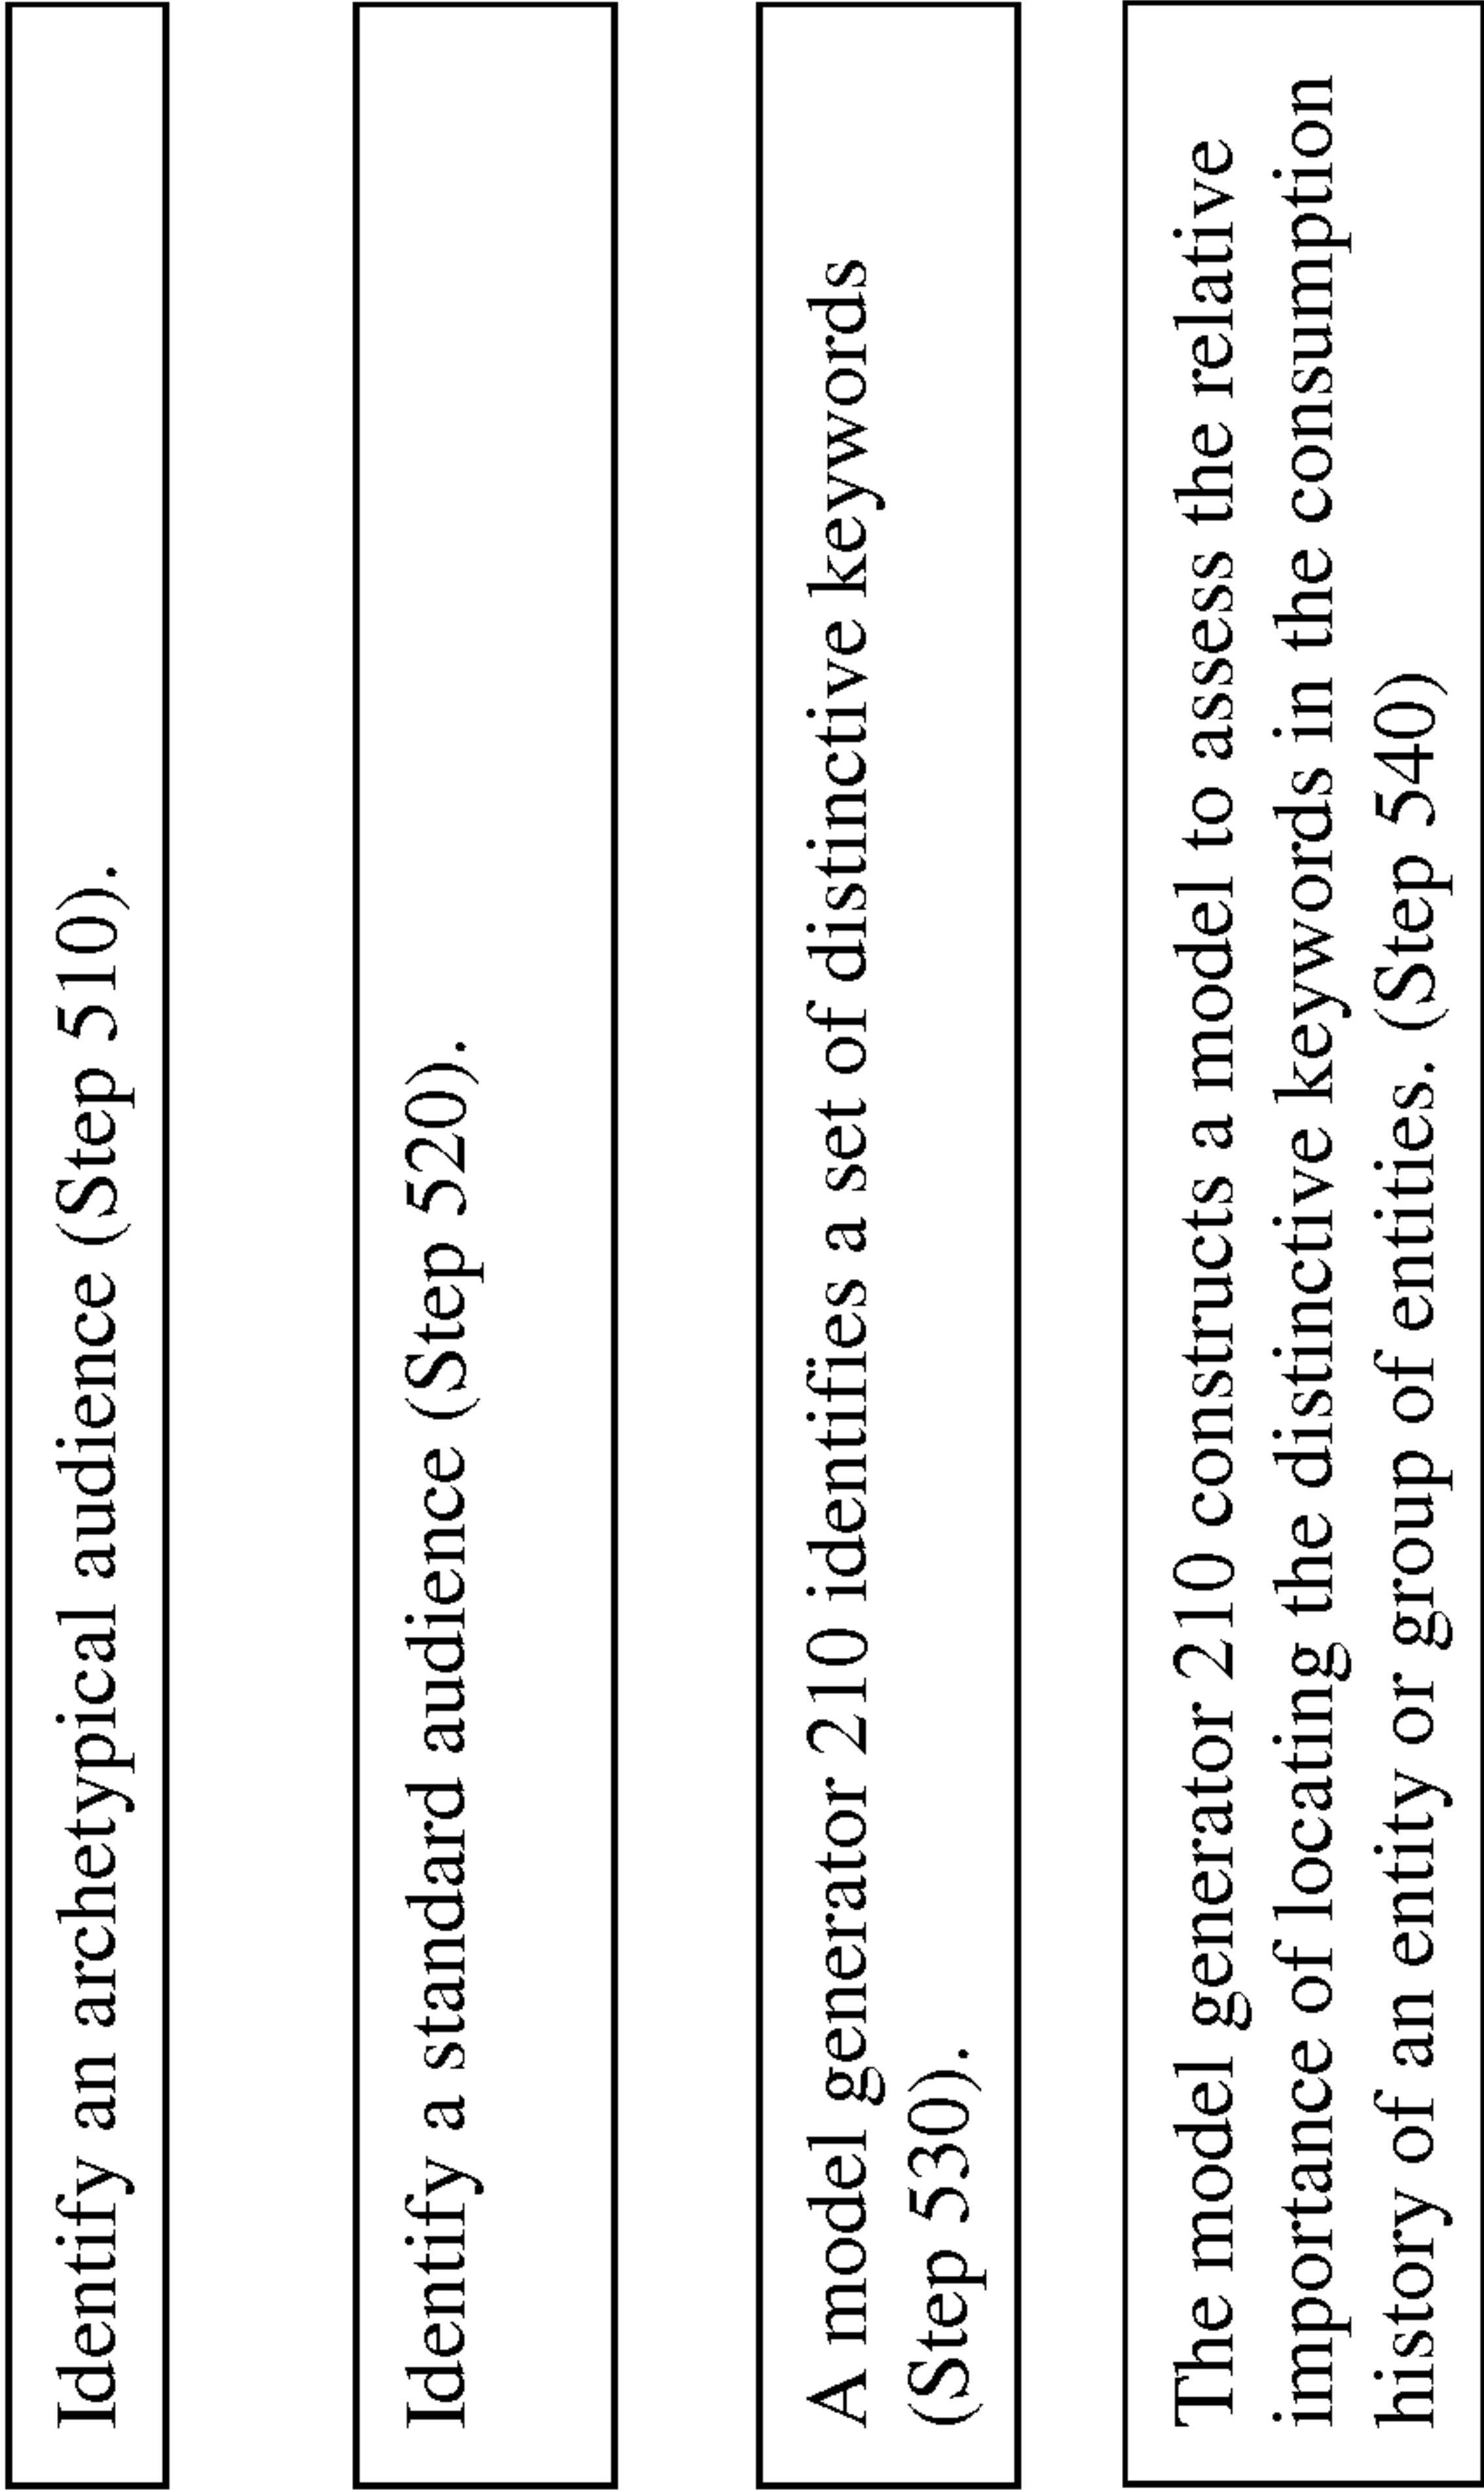 Identify an archetypical audience (Step 510).
Identify a standard audience (Step 520).
A model generator 210 identifies a set of distinctive keywords
(Step 530).
The model generator 210 constructs a model to assess the relative
importance of locating the distinctive keywords in the consumption
history of an entity or group of entities. (Step 540)